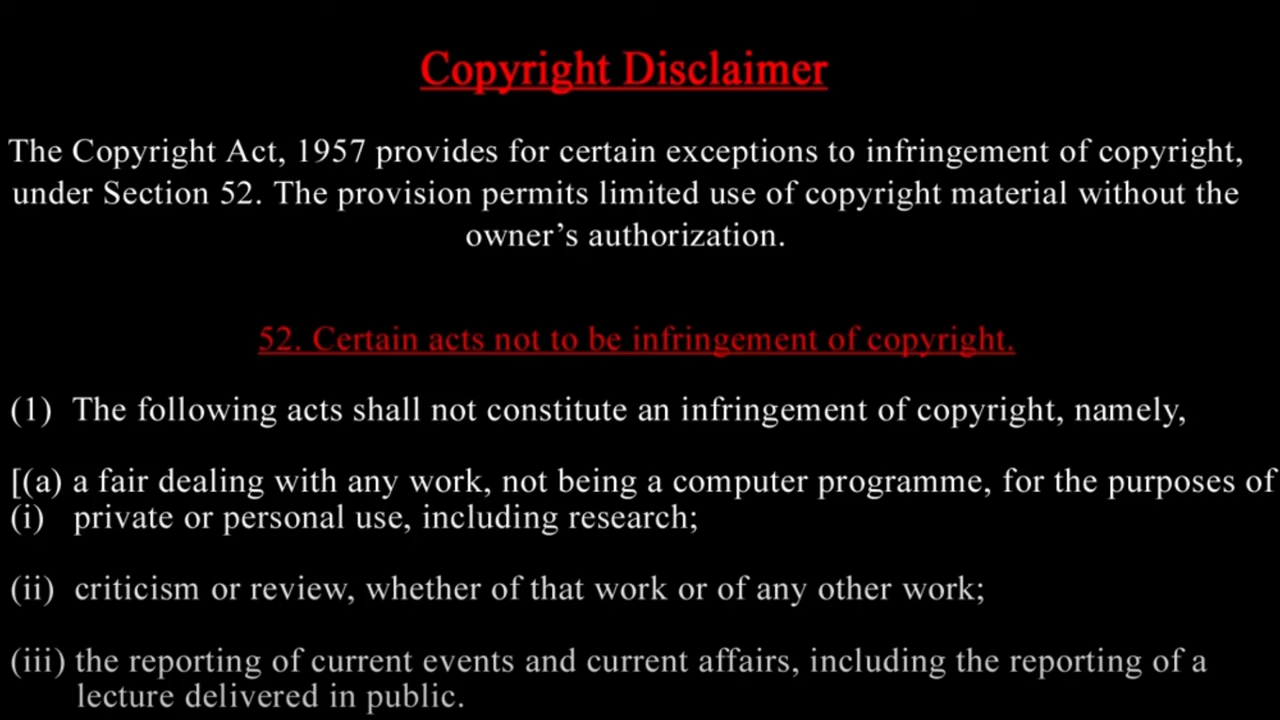 Copyright Disclaimer
The Copyright Act, 1957 provides for certain exceptions to infringement of copyright,
under Section 52. The provision permits limited use of copyright material without the
owner’s authorization.
52. Certain acts not to be infringement of copyright.
(1) The following acts shall not constitute an infringement of copyright, namely,
[(a) a fair dealing with any work, not being a computer programme, for the purposes of
(i) private or personal use, including research;
(ii) criticism or review, whether of that work or of any other work;
(iii) the reporting of current events and current affairs, including the reporting of a
lecture delivered in public.